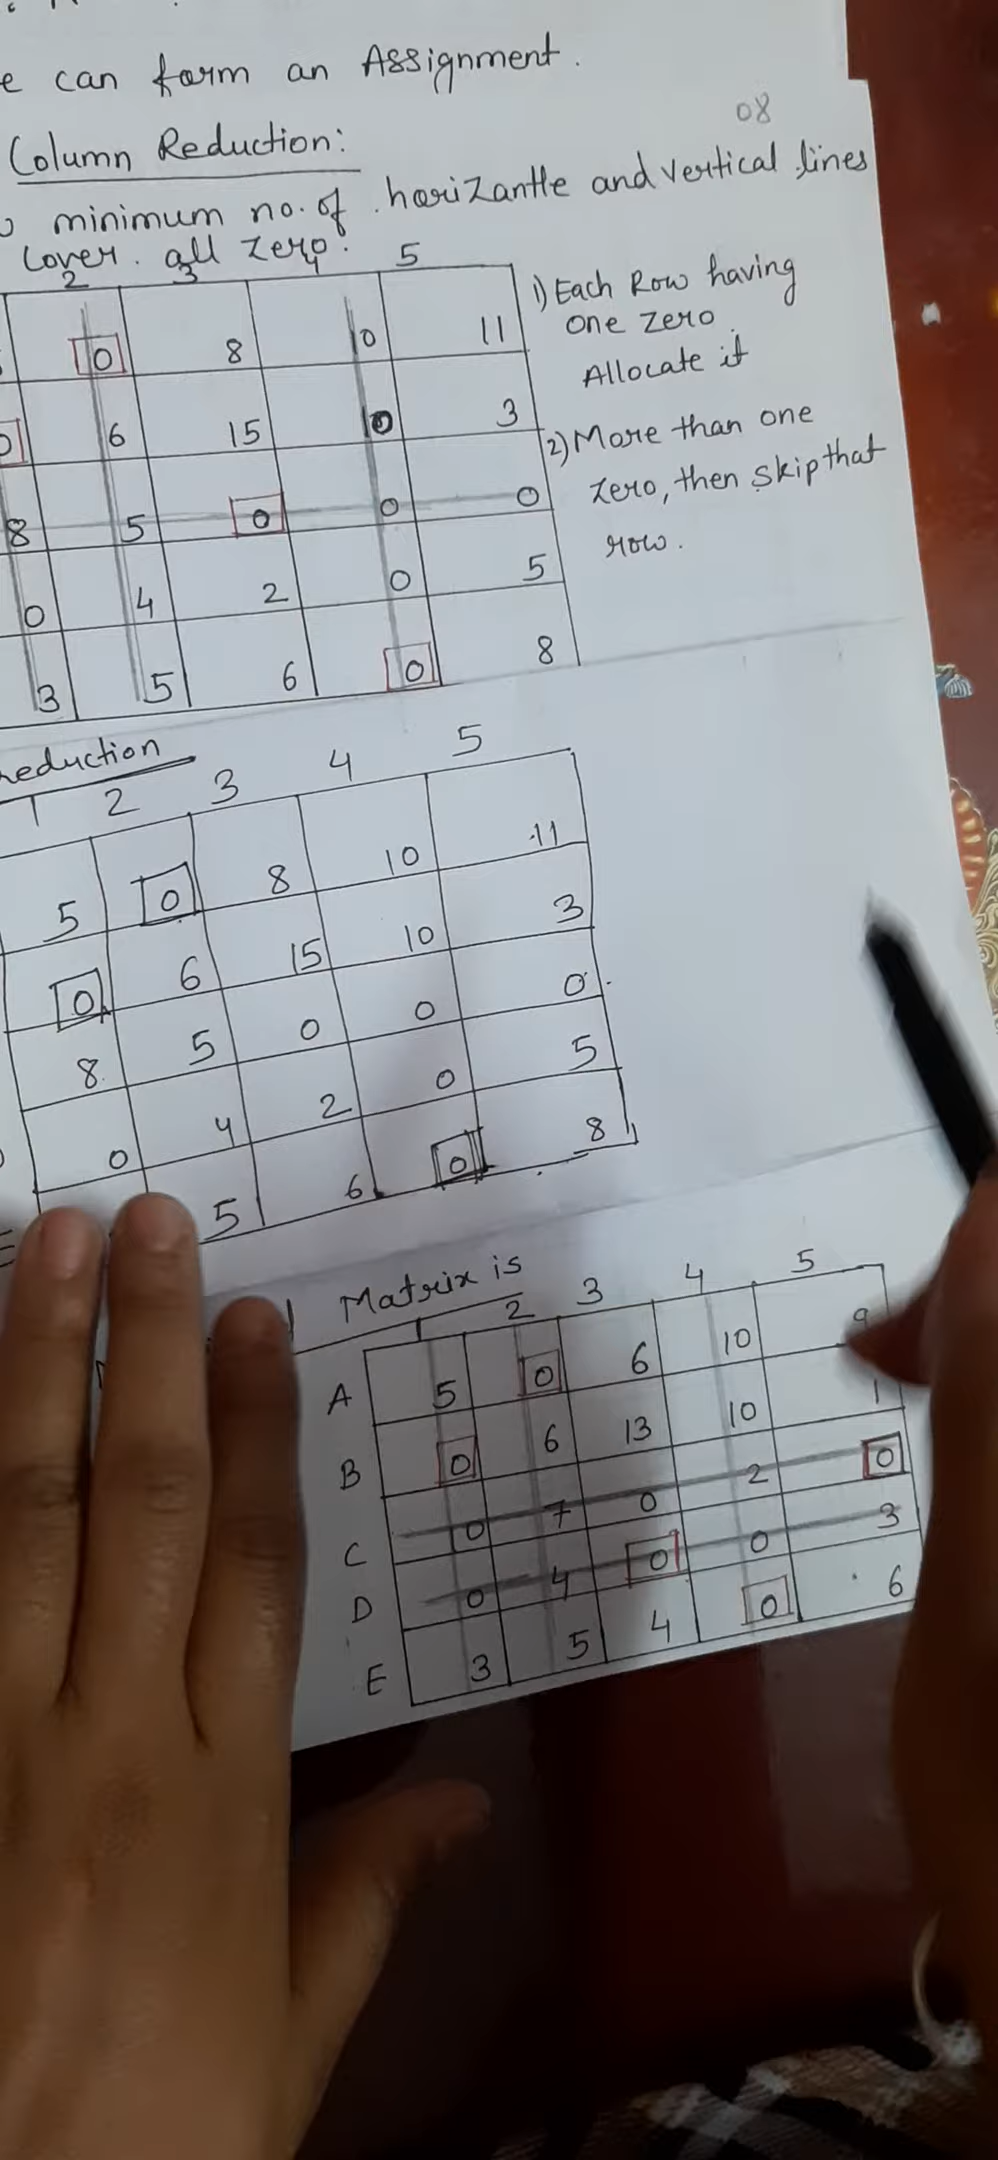 e can form an Assignment.
08
Column Reduction:
minimum no. of horizantle and vertical lines
Cover all Zero.
2 3 4 5
0 8 10 11
0 6 15 10 3
8 5 0 0 0
0 4 2 0 5
3 5 6 0 8
1) Each Row having
one zero.
Allocate it
2) More than one
zero, then skip that
row.
reduction
1 2 3 4 5
5 0 8 10 11
0 6 15 10 3
8 5 0 0 0
0 4 2 0 5
5 6 0 8
Matrix is
1 2 3 4 5
A 5 0 6 10 9
B 0 6 13 10 1
C 0 7 0 2 0
D 0 4 0 0 3
E 3 5 4 0 6